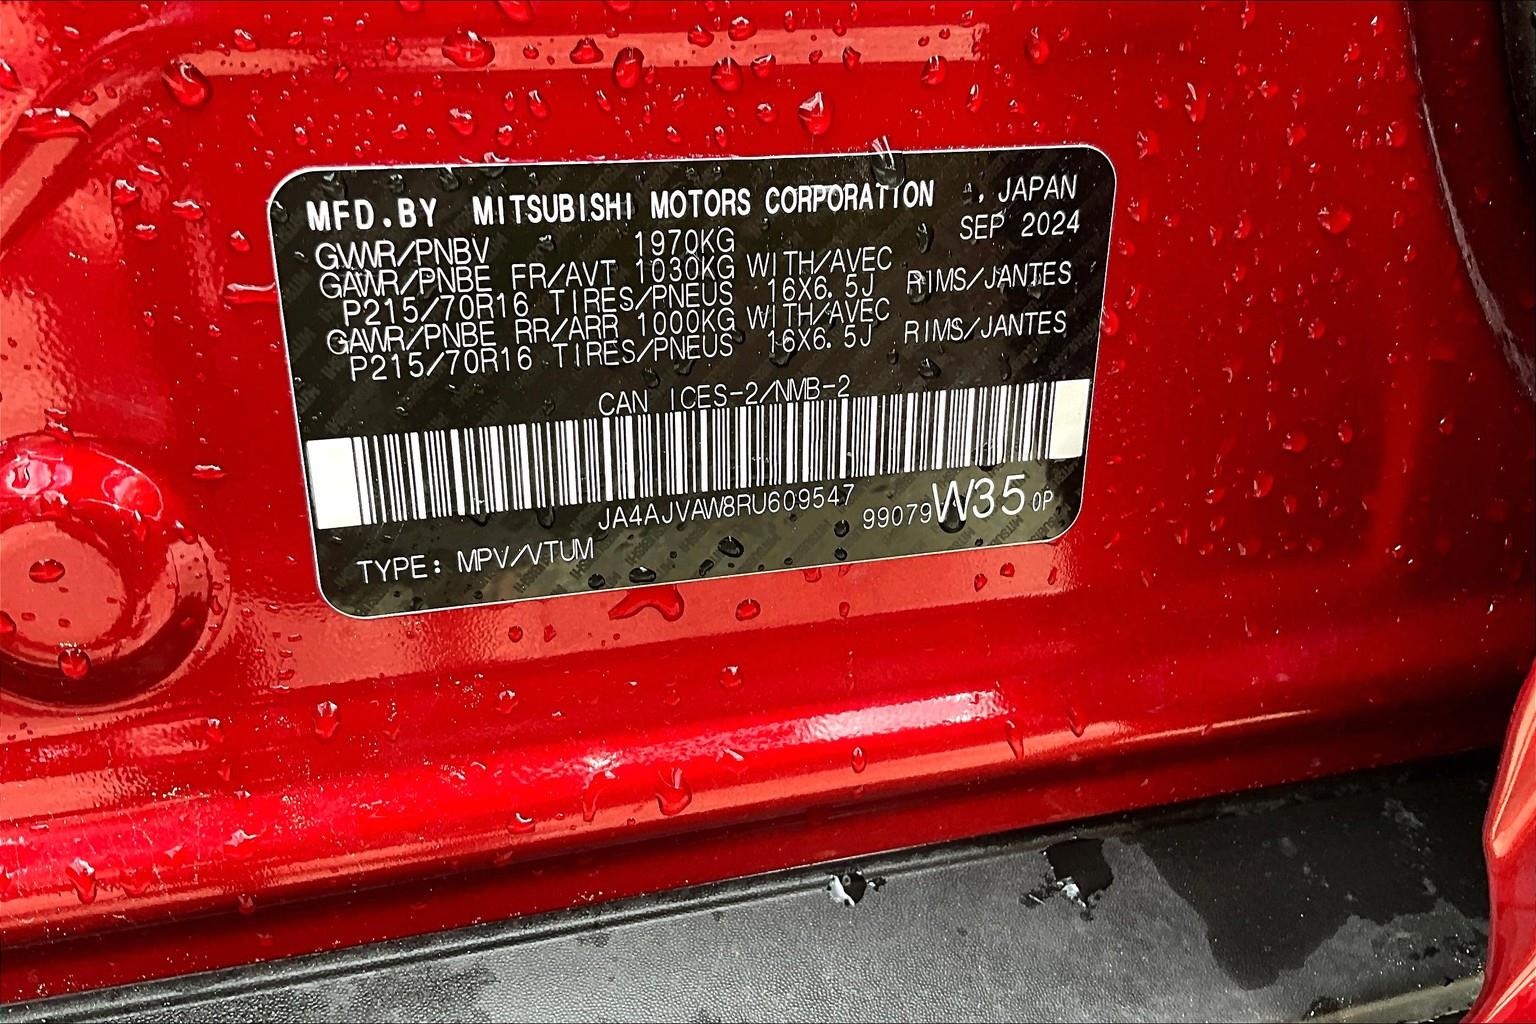 MFD.BY MITSUBISHI MOTORS CORPORATION , JAPAN
GVWR/PNBV 1970KG SEP 2024
GAWR/PNBE FR/AVT 1030KG WITH/AVEC
P215/70R16 TIRES/PNEUS 16X6.5J RIMS/JANTES
GAWR/PNBE RR/ARR 1000KG WITH/AVEC
P215/70R16 TIRES/PNEUS 16X6.5J RIMS/JANTES
CAN ICES-2/NMB-2
JA4AJVAW8RU609547
99079 W35 0P
TYPE: MPV/VTUM